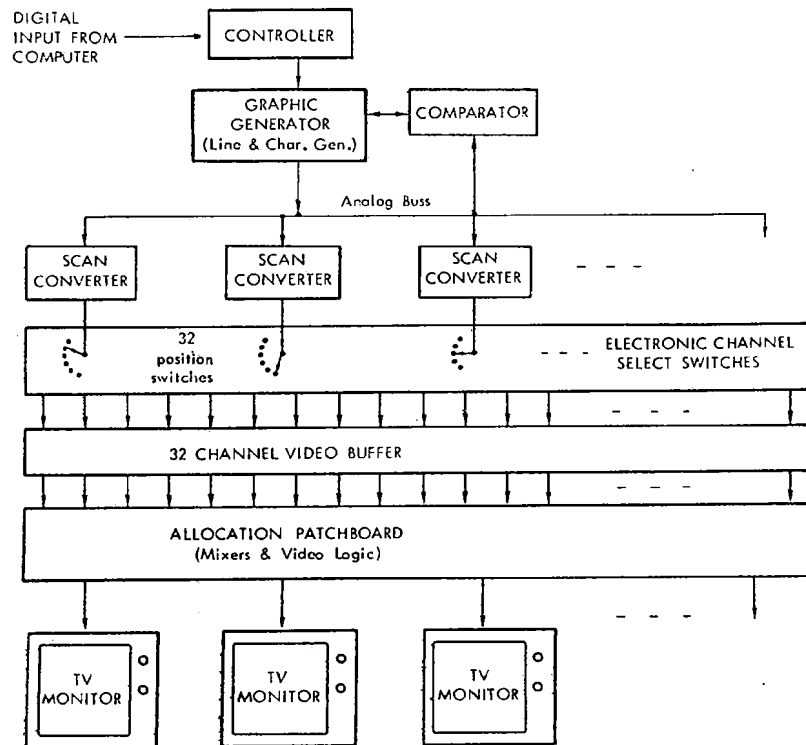 DIGITAL
INPUT FROM
COMPUTER
CONTROLLER
GRAPHIC
GENERATOR
(Line & Char. Gen.)
COMPARATOR
Analog Buss
SCAN
CONVERTER
SCAN
CONVERTER
SCAN
CONVERTER
32
position
switches
ELECTRONIC CHANNEL
SELECT SWITCHES
32 CHANNEL VIDEO BUFFER
ALLOCATION PATCHBOARD
(Mixers & Video Logic)
TV
MONITOR
TV
MONITOR
TV
MONITOR